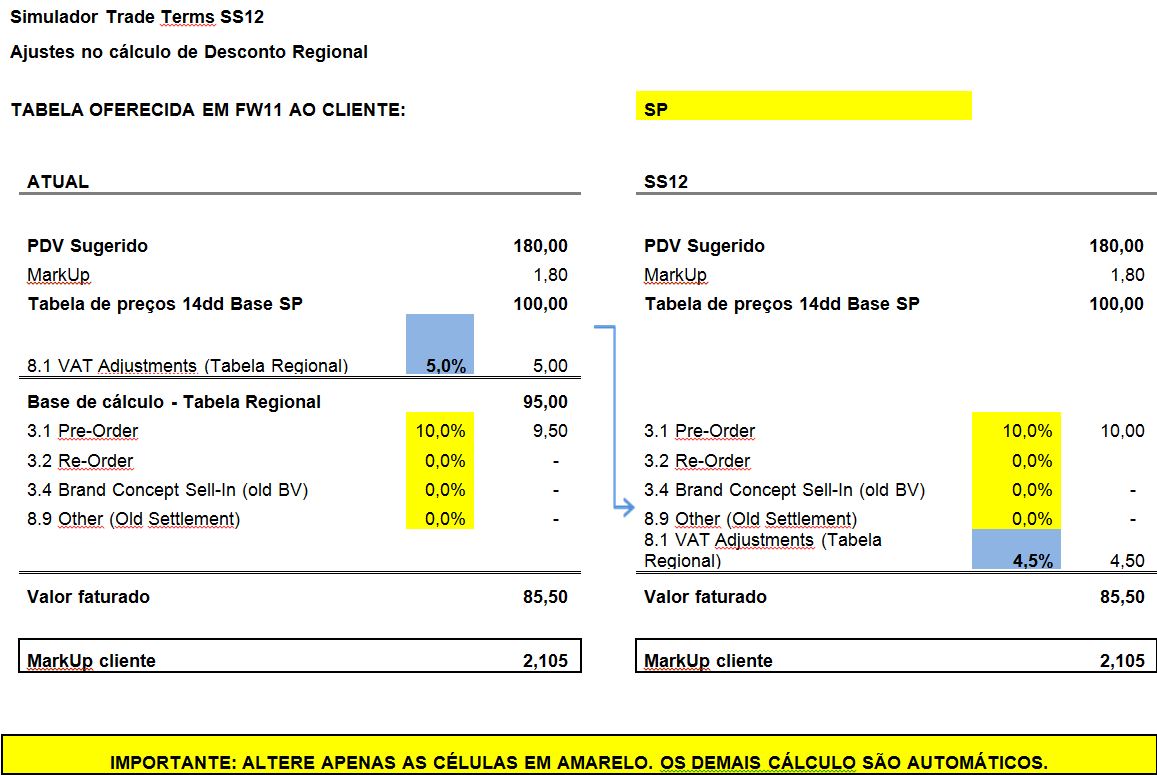 Simulador Trade Terms SS12
Ajustes no cálculo de Desconto Regional
TABELA OFERECIDA EM FW11 AO CLIENTE: SP
ATUAL
PDV Sugerido 180,00
MarkUp 1,80
Tabela de preços 14dd Base SP 100,00
8.1 VAT Adjustments (Tabela Regional) 5,0% 5,00
Base de cálculo - Tabela Regional 95,00
3.1 Pre-Order 10,0% 9,50
3.2 Re-Order 0,0% -
3.4 Brand Concept Sell-In (old BV) 0,0% -
8.9 Other (Old Settlement) 0,0% -
Valor faturado 85,50
MarkUp cliente 2,105
SS12
PDV Sugerido 180,00
MarkUp 1,80
Tabela de preços 14dd Base SP 100,00
3.1 Pre-Order 10,0% 10,00
3.2 Re-Order 0,0%
3.4 Brand Concept Sell-In (old BV) 0,0% -
8.9 Other (Old Settlement) 0,0% -
8.1 VAT Adjustments (Tabela
Regional) 4,5% 4,50
Valor faturado 85,50
MarkUp cliente 2,105
IMPORTANTE: ALTERE APENAS AS CÉLULAS EM AMARELO. OS DEMAIS CÁLCULO SÃO AUTOMÁTICOS.